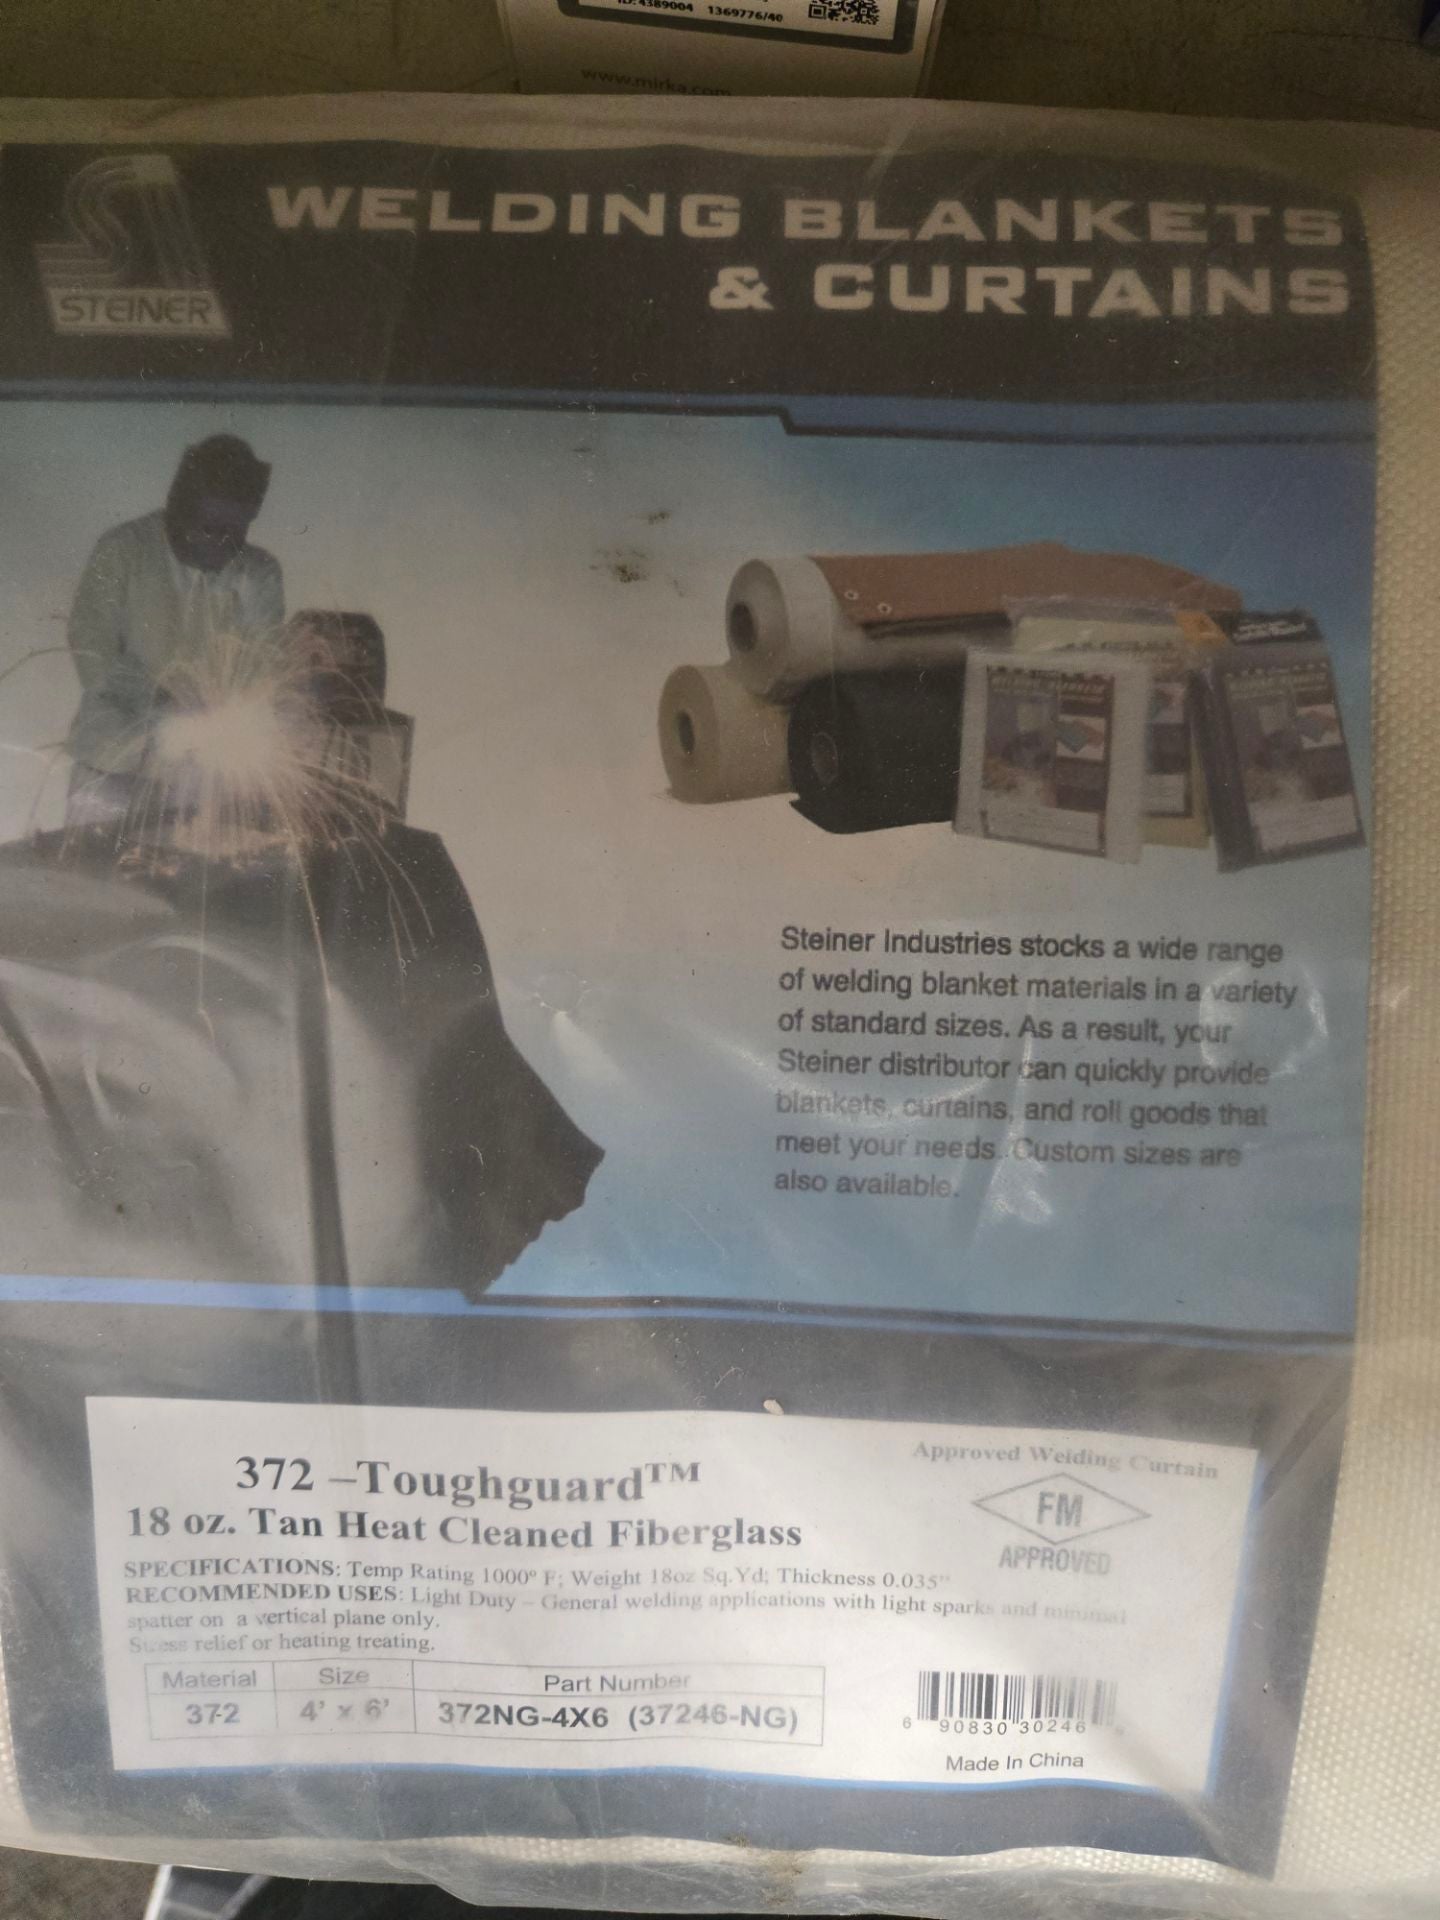 ID: 4389004 1369776/40
www.mirka.com
STEINER
WELDING BLANKETS
& CURTAINS
Steiner Industries stocks a wide range
of welding blanket materials in a variety
of standard sizes. As a result, your
Steiner distributor can quickly provide
blankets, curtains, and roll goods that
meet your needs. Custom sizes are
also available.
372 –Toughguard™
18 oz. Tan Heat Cleaned Fiberglass
Approved Welding Curtain
FM
APPROVED
SPECIFICATIONS: Temp Rating 1000° F; Weight 18oz Sq.Yd; Thickness 0.035"
RECOMMENDED USES: Light Duty – General welding applications with light sparks and minimal
spatter on a vertical plane only.
Stress relief or heating treating.
Material Size Part Number
372 4' x 6' 372NG-4X6 (37246-NG)
6 90830 30246
Made In China